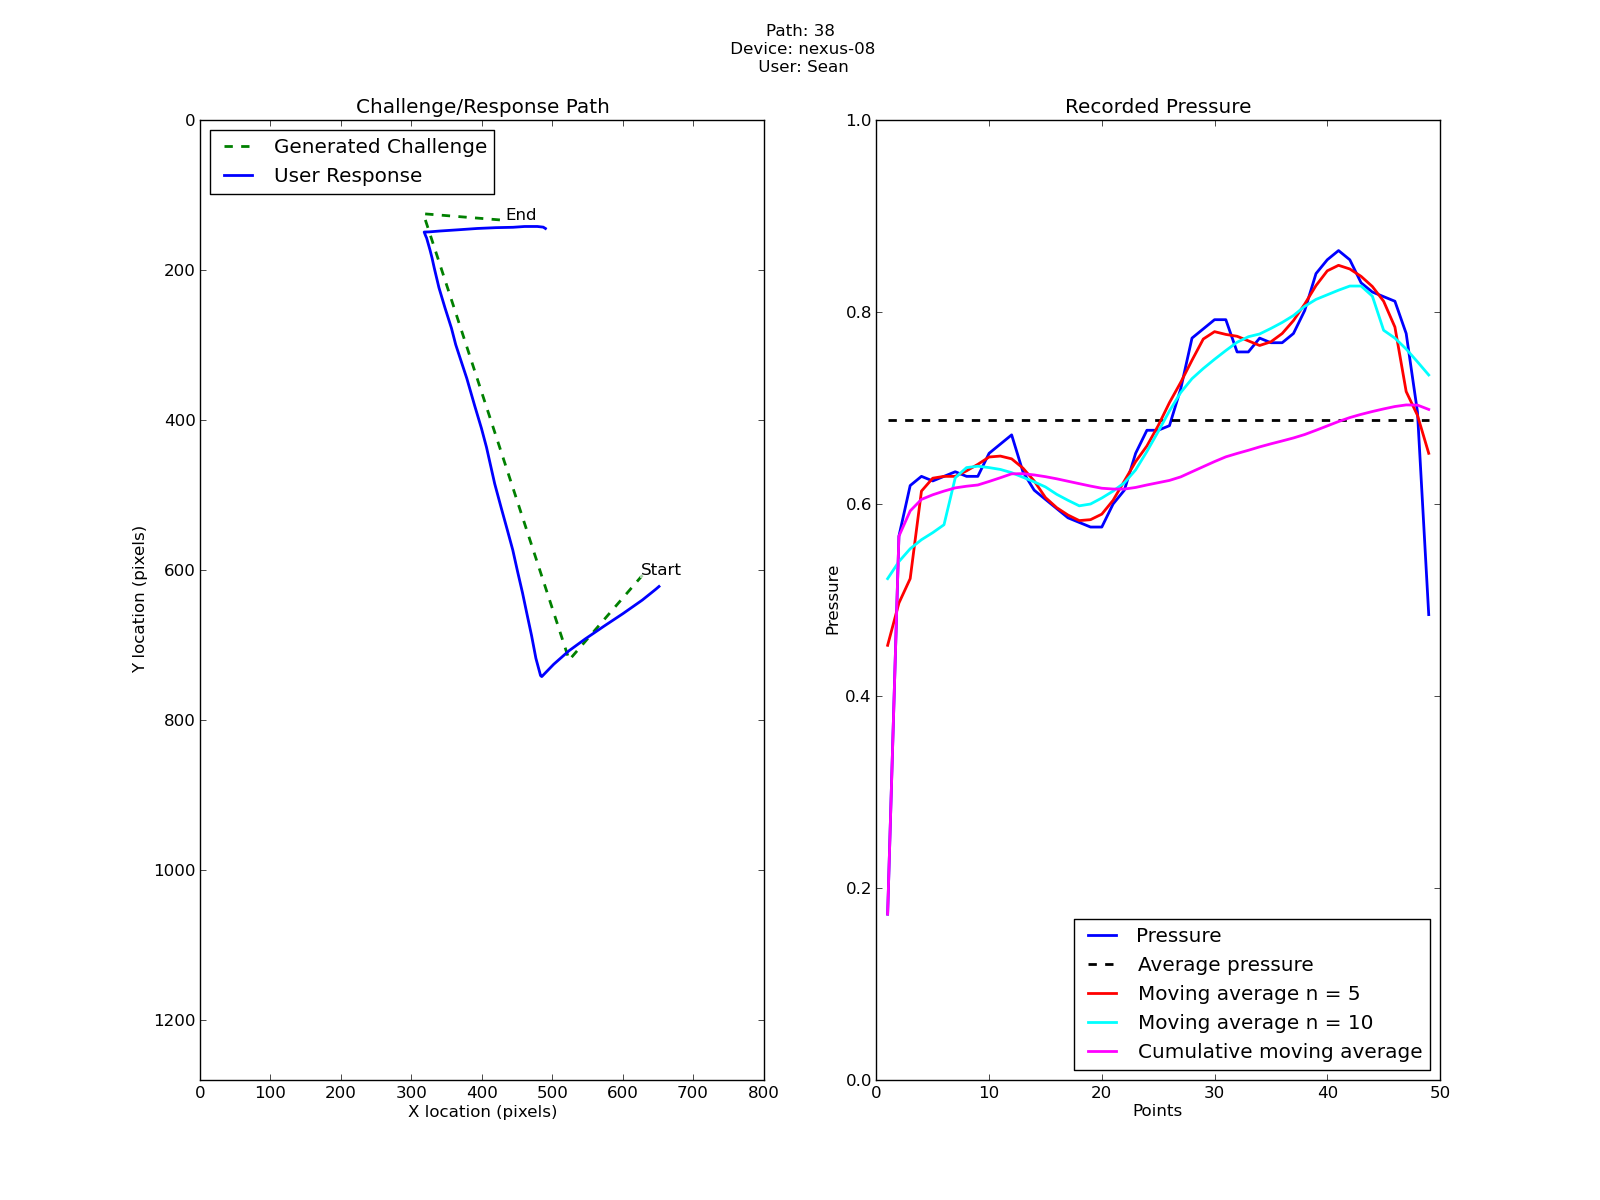 Path: 38
Device: nexus-08
User: Sean
Challenge/Response Path
Generated Challenge
User Response
End
Start
0
200
400
600
800
1000
1200
Y location (pixels)
0 100 200 300 400 500 600 700 800
X location (pixels)
Recorded Pressure
1.0
0.8
0.6
0.4
0.2
0.0
Pressure
Pressure
Average pressure
Moving average n = 5
Moving average n = 10
Cumulative moving average
0 10 20 30 40 50
Points